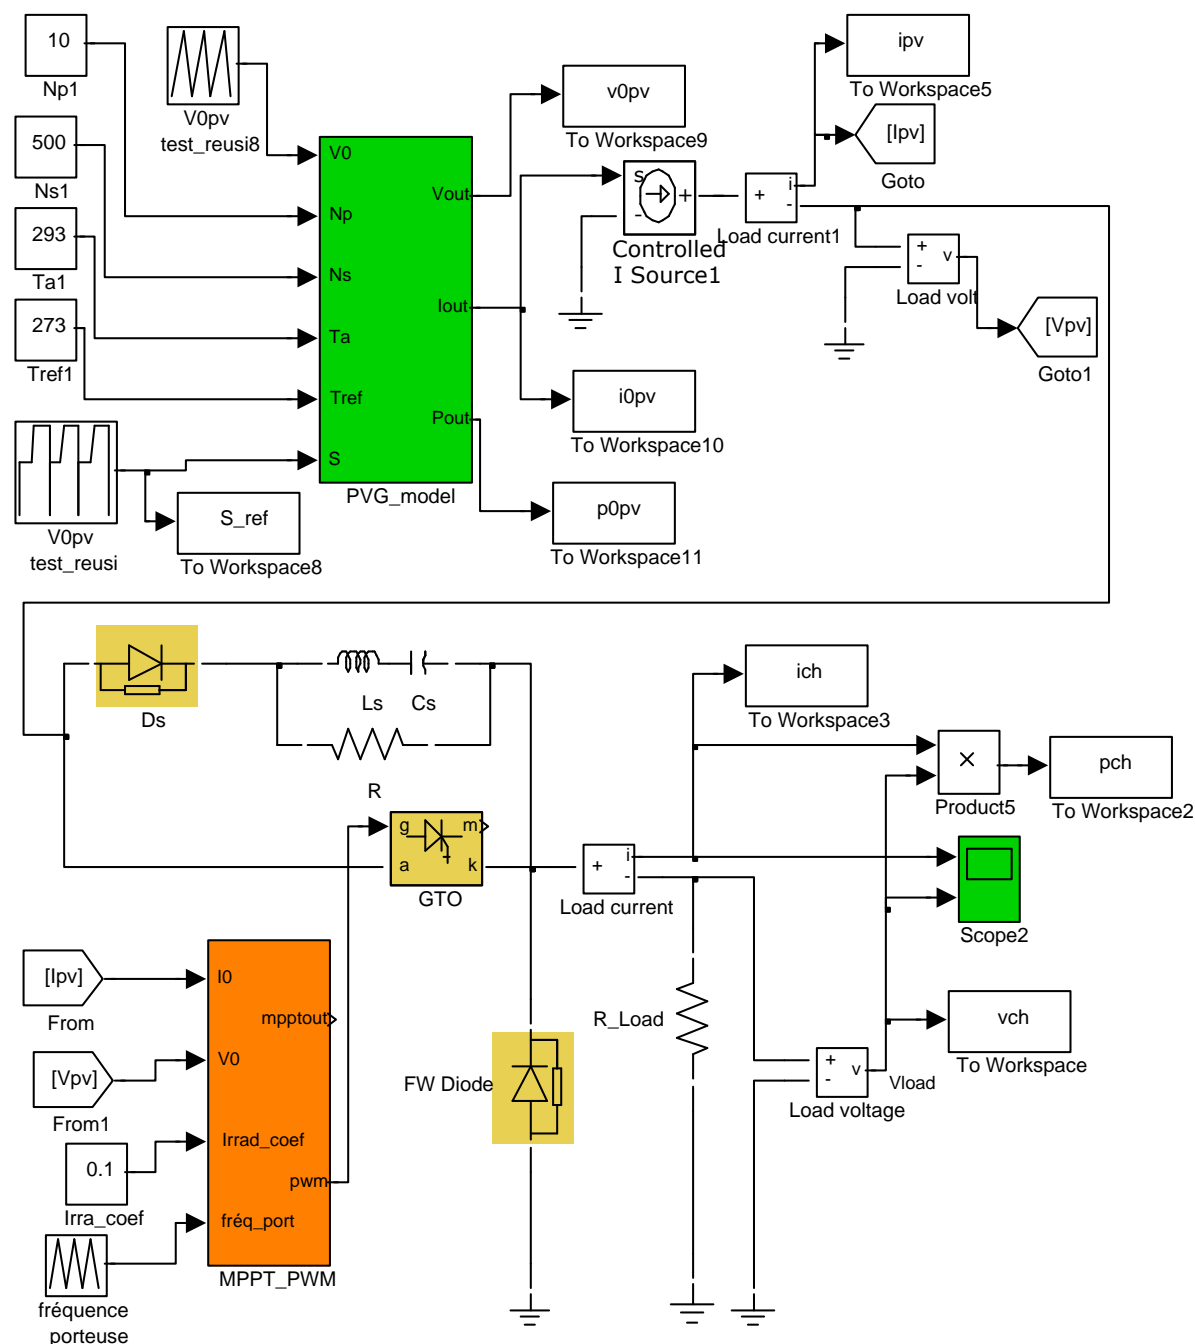 10
Np1
500
Ns1
293
Ta1
273
Tref1
V0pv
test_reusi8
V0pv
test_reusi
S_ref
To Workspace8
V0
Np
Ns
Ta
Tref
S
Vout
Iout
Pout
PVG_model
v0pv
To Workspace9
s
+
-
Controlled
I Source1
i0pv
To Workspace10
p0pv
To Workspace11
+
i
-
Load current1
ipv
To Workspace5
[Ipv]
Goto
+
-
v
Load volt
[Vpv]
Goto1
Ds
Ls
Cs
R
g
m
a
k
GTO
+
i
-
Load current
ich
To Workspace3
×
Product5
pch
To Workspace2
Scope2
vch
To Workspace
R_Load
+
-
v
Vload
Load voltage
FW Diode
[Ipv]
From
[Vpv]
From1
0.1
Irra_coef
fréquence
porteuse
I0
V0
Irrad_coef
fréq_port
mpptout
pwm
MPPT_PWM